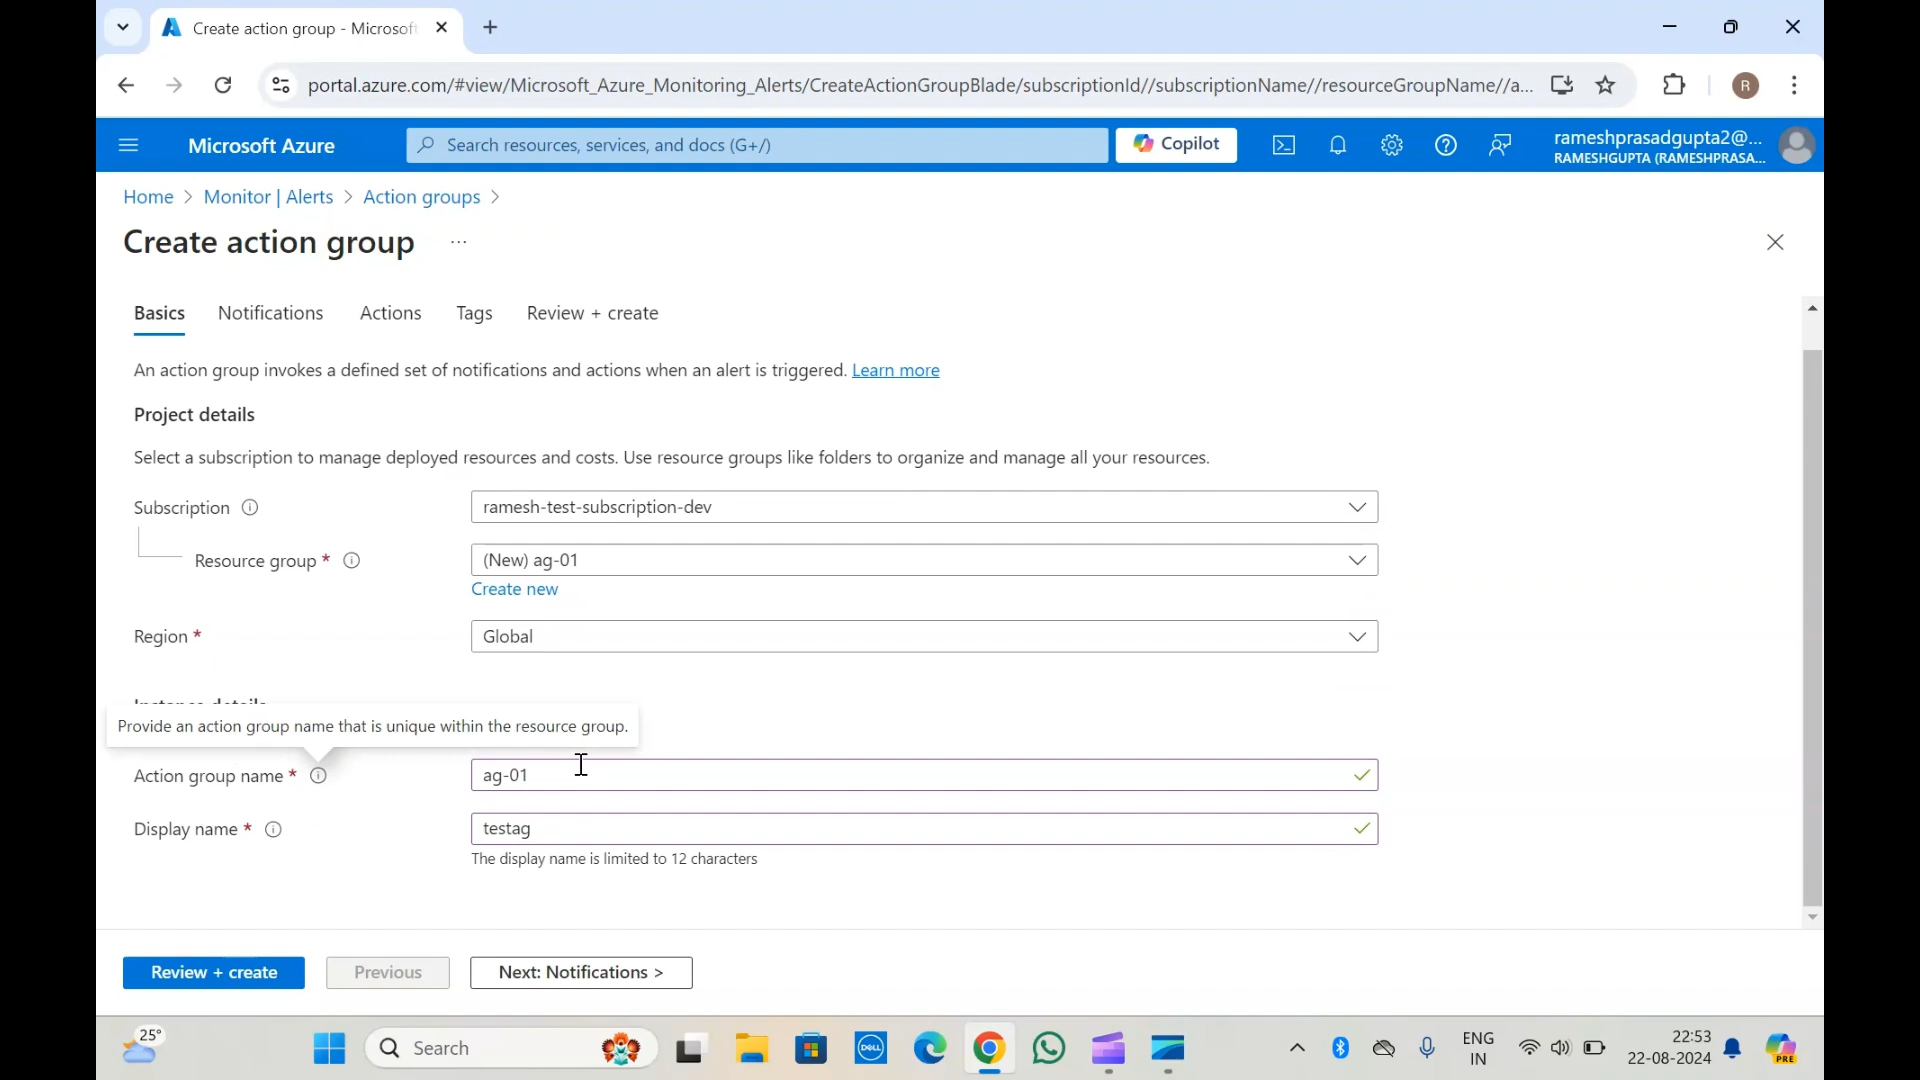 Create action group - Microsof
portal.azure.com/#view/Microsoft_Azure_Monitoring_Alerts/CreateActionGroupBlade/subscriptionId//subscriptionName//resourceGroupName//a...
R
Microsoft Azure
Search resources, services, and docs (G+/)
Copilot
rameshprasadgupta2@...
RAMESHGUPTA (RAMESHPRASA...
Home > Monitor | Alerts > Action groups >
Create action group ...
Basics Notifications Actions Tags Review + create
An action group invokes a defined set of notifications and actions when an alert is triggered. Learn more
Project details
Select a subscription to manage deployed resources and costs. Use resource groups like folders to organize and manage all your resources.
Subscription
ramesh-test-subscription-dev
Resource group *
(New) ag-01
Create new
Region *
Global
Instance details
Provide an action group name that is unique within the resource group.
Action group name *
ag-01
Display name *
testag
The display name is limited to 12 characters
Review + create
Previous
Next: Notifications >
25°
Search
DELL
ENG
IN
22:53
22-08-2024
PRE